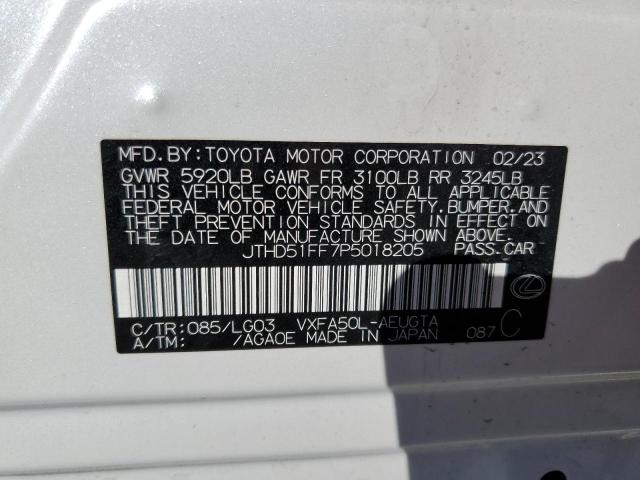 MFD.BY:TOYOTA MOTOR CORPORATION 02/23
GVWR 5920LB GAWR FR 3100LB RR 3245LB
THIS VEHICLE CONFORMS TO ALL APPLICABLE
FEDERAL MOTOR VEHICLE SAFETY,BUMPER,AND
THEFT PREVENTION STANDARDS IN EFFECT ON
THE DATE OF MANUFACTURE SHOWN ABOVE.
JTHD51FF7P5018205 PASS.CAR
C/TR:085/LG03 VXFA50L-AEUGTA
A/TM: /AGA0E MADE IN JAPAN 087 C